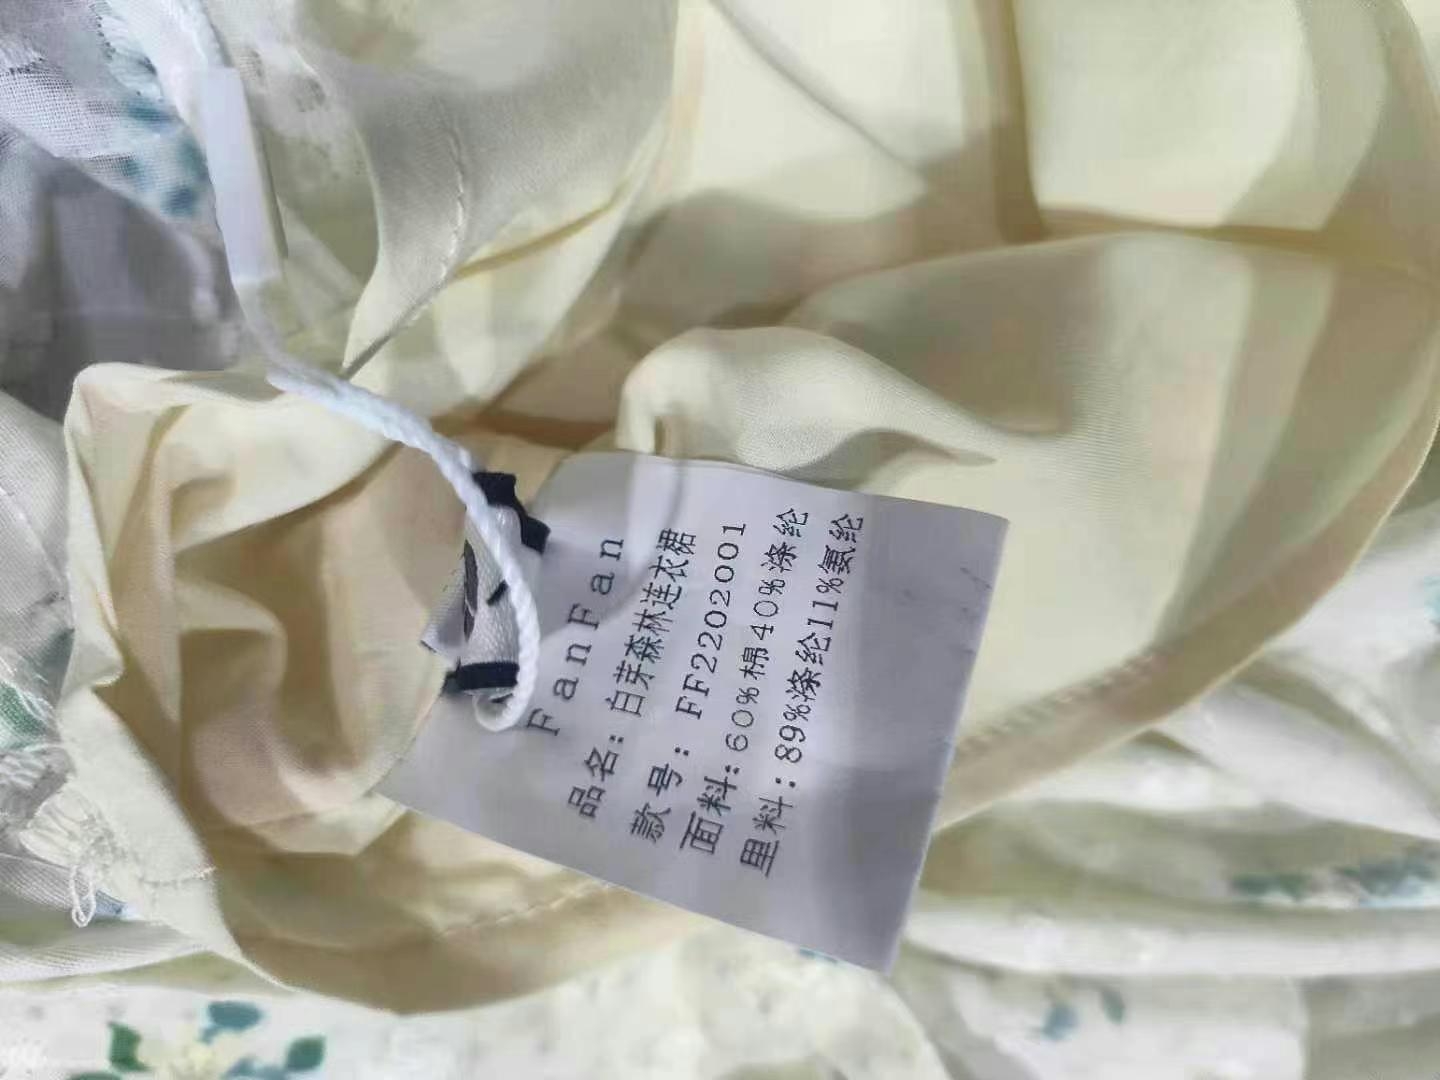 FanFan
品名：白芽森林连衣裙
款号：FF2202001
面料：60%棉40%涤纶
里料：89%涤纶11%氨纶